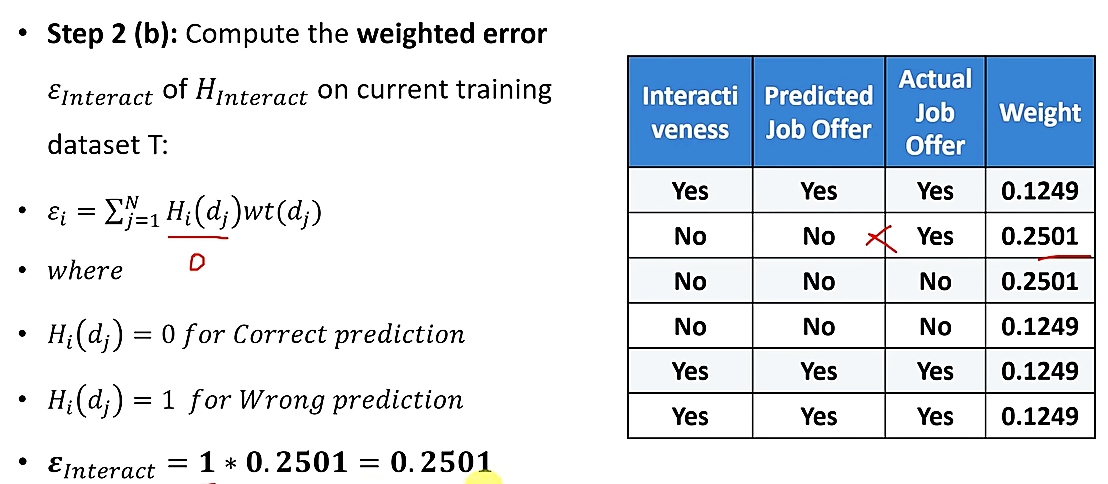 • Step 2 (b): Compute the weighted error
εInteract of HInteract on current training
dataset T:
• εi = ∑ᴺj=1 Hi(dj)wt(dj)
0
• where
• Hi(dj) = 0 for Correct prediction
• Hi(dj) = 1 for Wrong prediction
• εInteract = 1 * 0.2501 = 0.2501
Interacti veness | Predicted Job Offer | Actual Job Offer | Weight
Yes Yes Yes 0.1249
No No Yes 0.2501
No No No 0.2501
No No No 0.1249
Yes Yes Yes 0.1249
Yes Yes Yes 0.1249